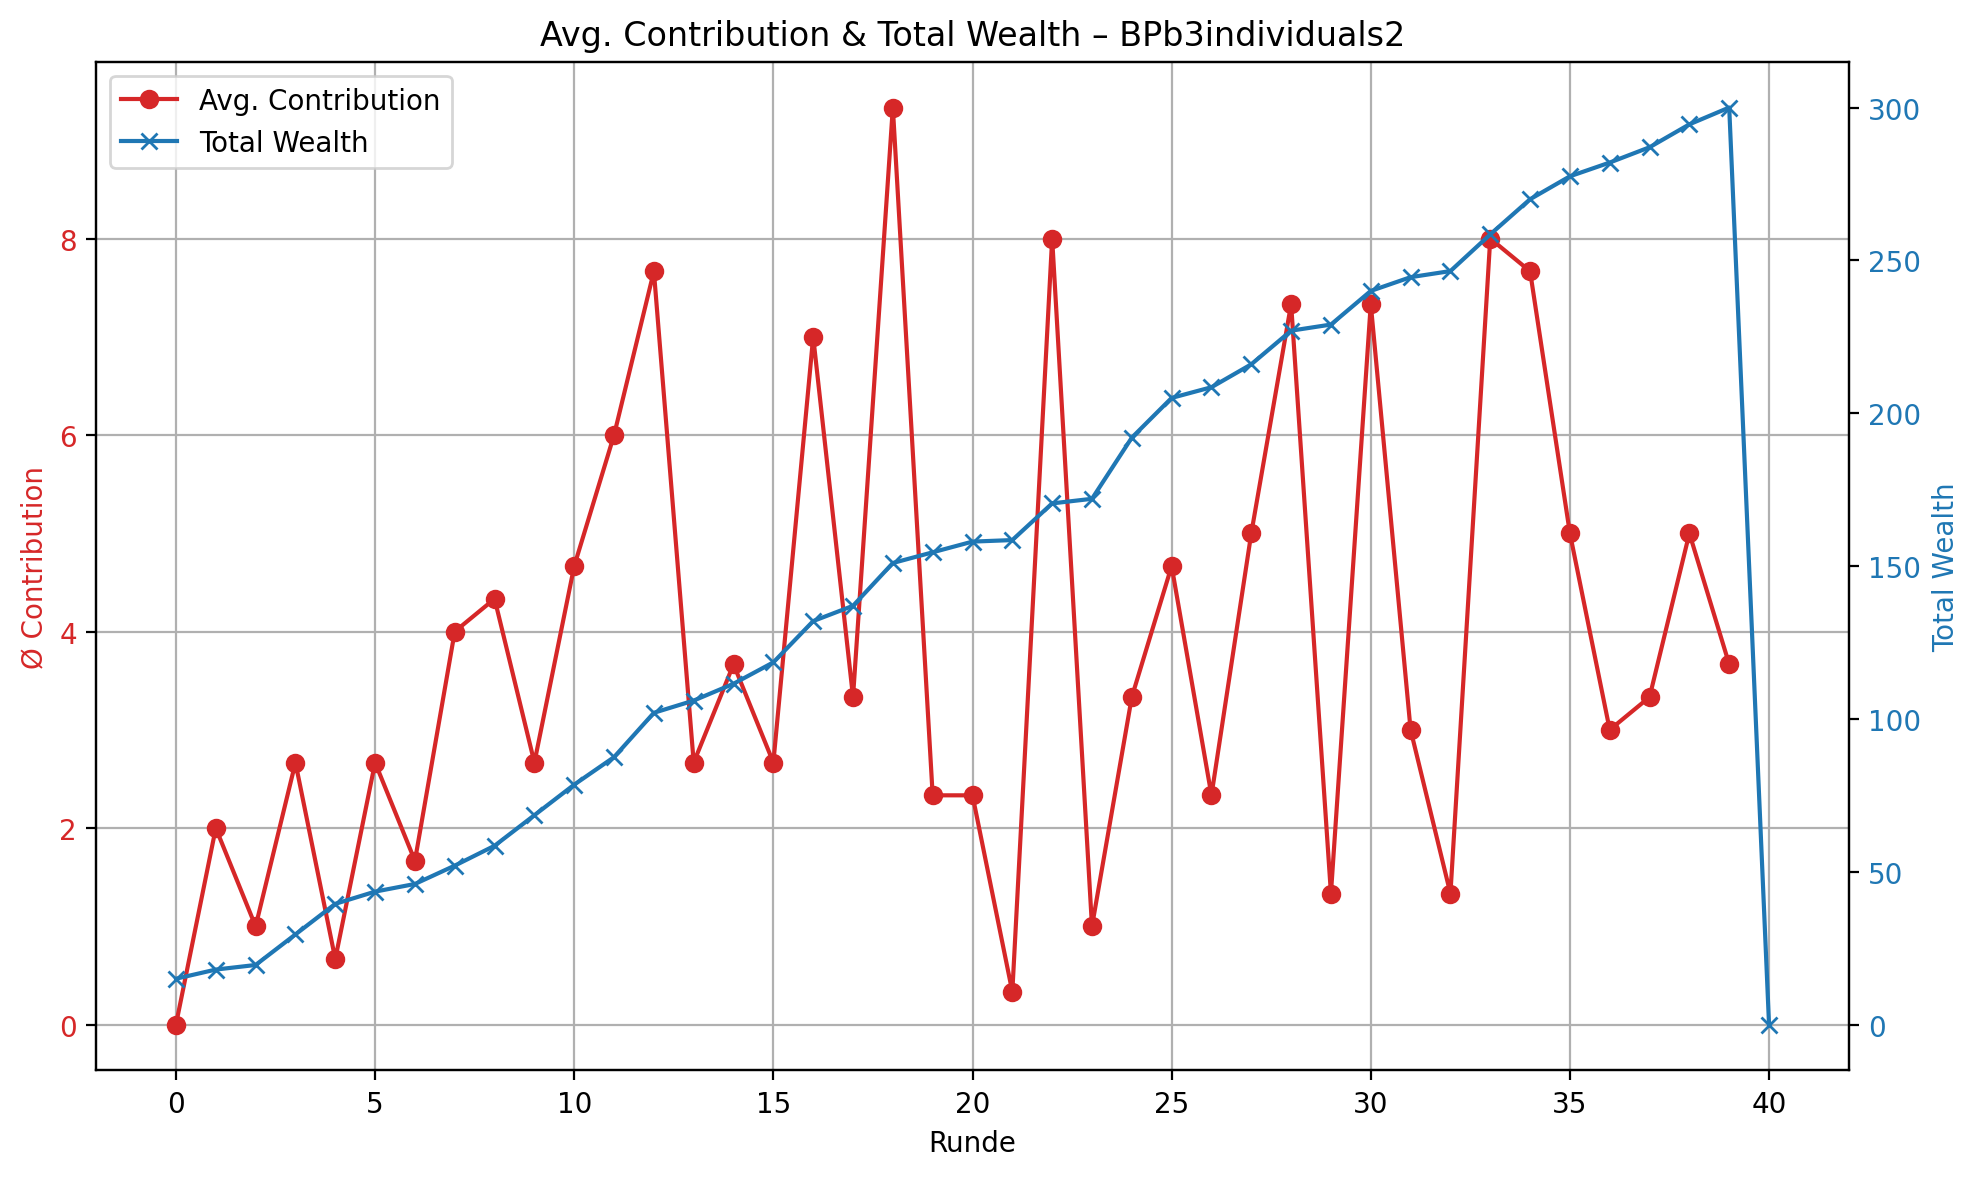 Avg. Contribution & Total Wealth – BPb3individuals2
Avg. Contribution
Total Wealth
Ø Contribution
0
2
4
6
8
Total Wealth
0
50
100
150
200
250
300
0 5 10 15 20 25 30 35 40
Runde